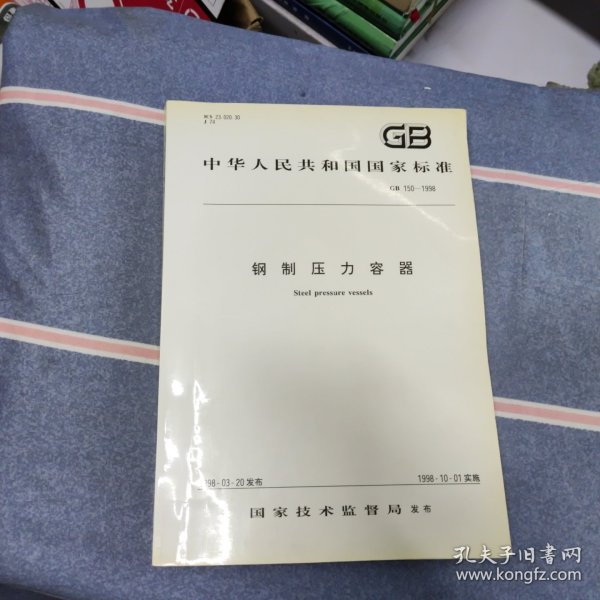 23.020.30
J 74
GB
中华人民共和国国家标准
GB 150—1998
钢制压力容器
Steel pressure vessels
98-03-20发布
1998-10-01实施
国家技术监督局 发布
孔夫子旧书网
www.kongfz.com